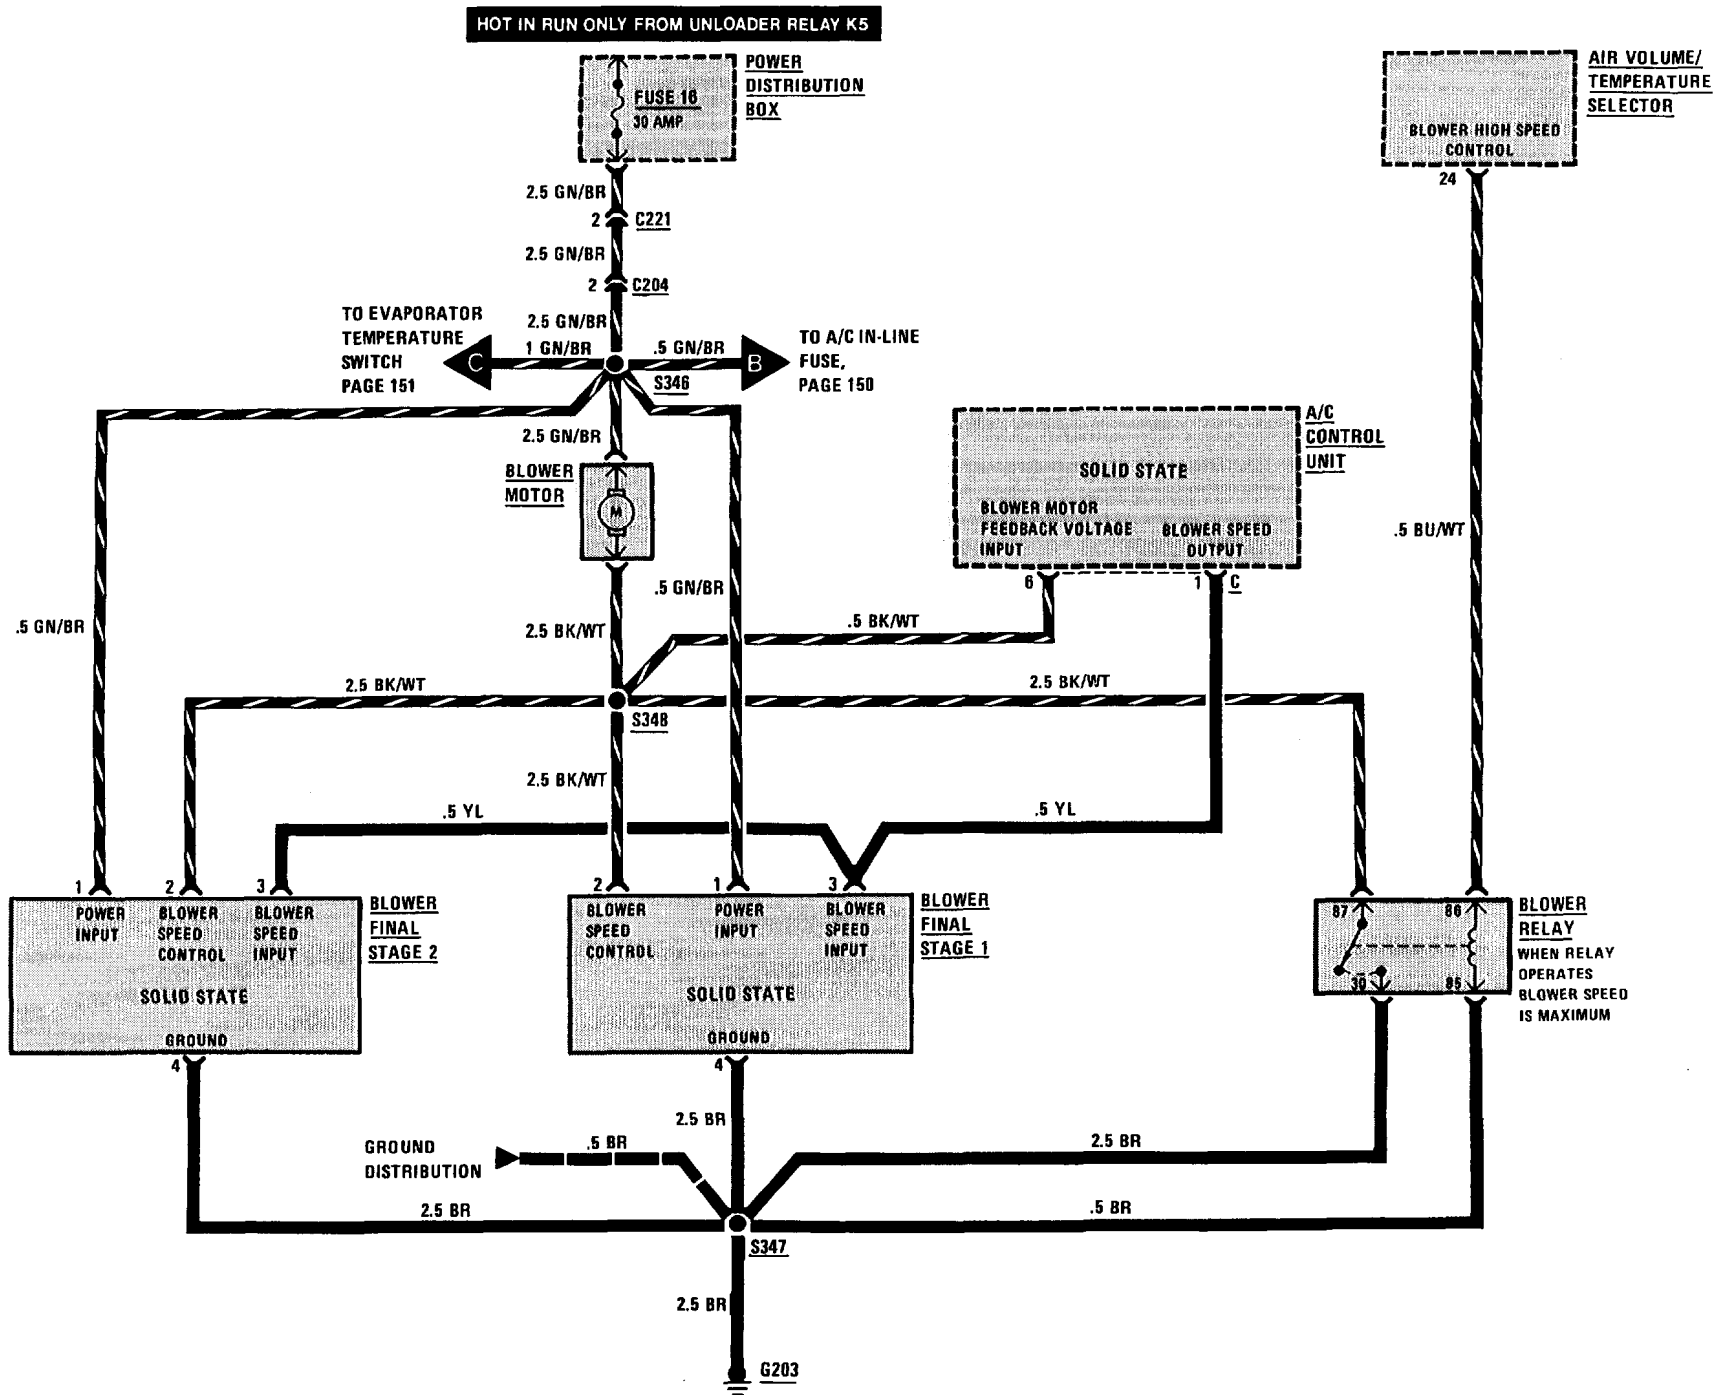 HOT IN RUN ONLY FROM UNLOADER RELAY K5
POWER
DISTRIBUTION
BOX
FUSE 16
30 AMP
AIR VOLUME/
TEMPERATURE
SELECTOR
BLOWER HIGH SPEED
CONTROL
24
2.5 GN/BR
2
C221
2.5 GN/BR
2
C204
2.5 GN/BR
TO EVAPORATOR
TEMPERATURE
SWITCH
PAGE 151
C
1 GN/BR
.5 GN/BR
B
TO A/C IN-LINE
FUSE,
PAGE 150
S346
2.5 GN/BR
BLOWER
MOTOR
M
A/C
CONTROL
UNIT
SOLID STATE
BLOWER MOTOR
FEEDBACK VOLTAGE
INPUT
BLOWER SPEED
OUTPUT
6
1
C
.5 BU/WT
.5 GN/BR
.5 GN/BR
2.5 BK/WT
.5 BK/WT
2.5 BK/WT
2.5 BK/WT
S348
2.5 BK/WT
.5 YL
.5 YL
1
2
3
POWER
INPUT
BLOWER
SPEED
CONTROL
BLOWER
SPEED
INPUT
SOLID STATE
GROUND
4
BLOWER
FINAL
STAGE 2
2
1
3
BLOWER
SPEED
CONTROL
POWER
INPUT
BLOWER
SPEED
INPUT
SOLID STATE
GROUND
4
BLOWER
FINAL
STAGE 1
87
86
30
85
BLOWER
RELAY
WHEN RELAY
OPERATES
BLOWER SPEED
IS MAXIMUM
2.5 BR
GROUND
DISTRIBUTION
.5 BR
2.5 BR
2.5 BR
.5 BR
S347
2.5 BR
G203